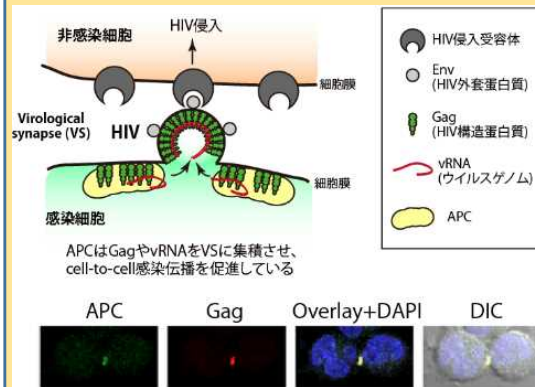 HIV侵入
非感染細胞
細胞膜
Virological
synapse (VS)
HIV
細胞膜
感染細胞
APCはGagやvRNAをVSに集積させ、
cell-to-cell感染伝播を促進している
HIV侵入受容体
Env
(HIV外套蛋白質)
Gag
(HIV構造蛋白質)
vRNA
(ウイルスゲノム)
APC
APC Gag Overlay+DAPI DIC